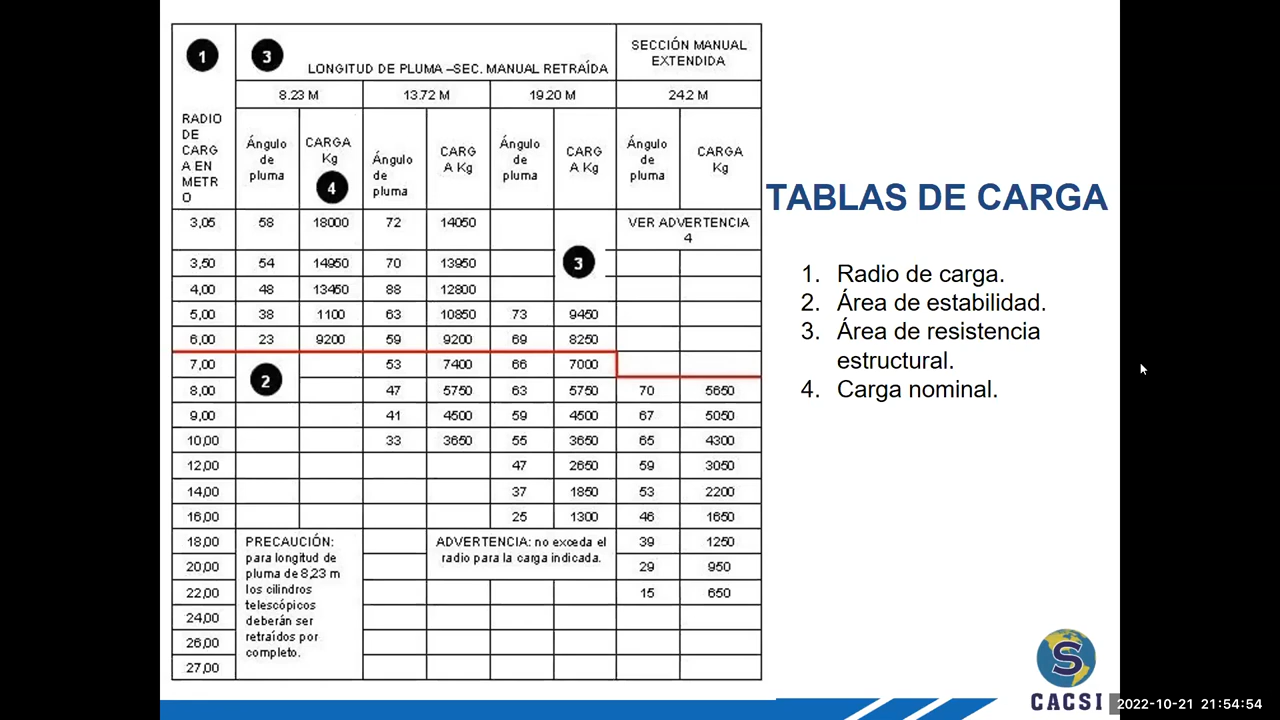 1
3
LONGITUD DE PLUMA –SEC. MANUAL RETRAÍDA
SECCIÓN MANUAL
EXTENDIDA
8.23 M 13.72 M 19.20 M 24.2 M
RADIO
DE
CARG
A EN
METR
O
Ángulo
de
pluma
CARGA
Kg
4
Ángulo
de
pluma
CARG
A Kg
Ángulo
de
pluma
CARG
A Kg
Ángulo
de
pluma
CARGA
Kg
3,05 58 18000 72 14050
VER ADVERTENCIA
4
3
3,50 54 14950 70 13950
4,00 48 13450 88 12800
5,00 38 1100 63 10850 73 9450
6,00 23 9200 59 9200 69 8250
7,00 53 7400 66 7000
2
8,00 47 5750 63 5750 70 5650
9,00 41 4500 59 4500 67 5050
10,00 33 3650 55 3650 65 4300
12,00 47 2650 59 3050
14,00 37 1850 53 2200
16,00 25 1300 46 1650
18,00 39 1250
20,00 29 950
22,00 15 650
24,00
26,00
27,00
PRECAUCIÓN:
para longitud de
pluma de 8,23 m
los cilindros
telescópicos
deberán ser
retraídos por
completo.
ADVERTENCIA: no exceda el
radio para la carga indicada.
TABLAS DE CARGA
1. Radio de carga.
2. Área de estabilidad.
3. Área de resistencia
estructural.
4. Carga nominal.
S
CACSI
2022-10-21 21:54:54